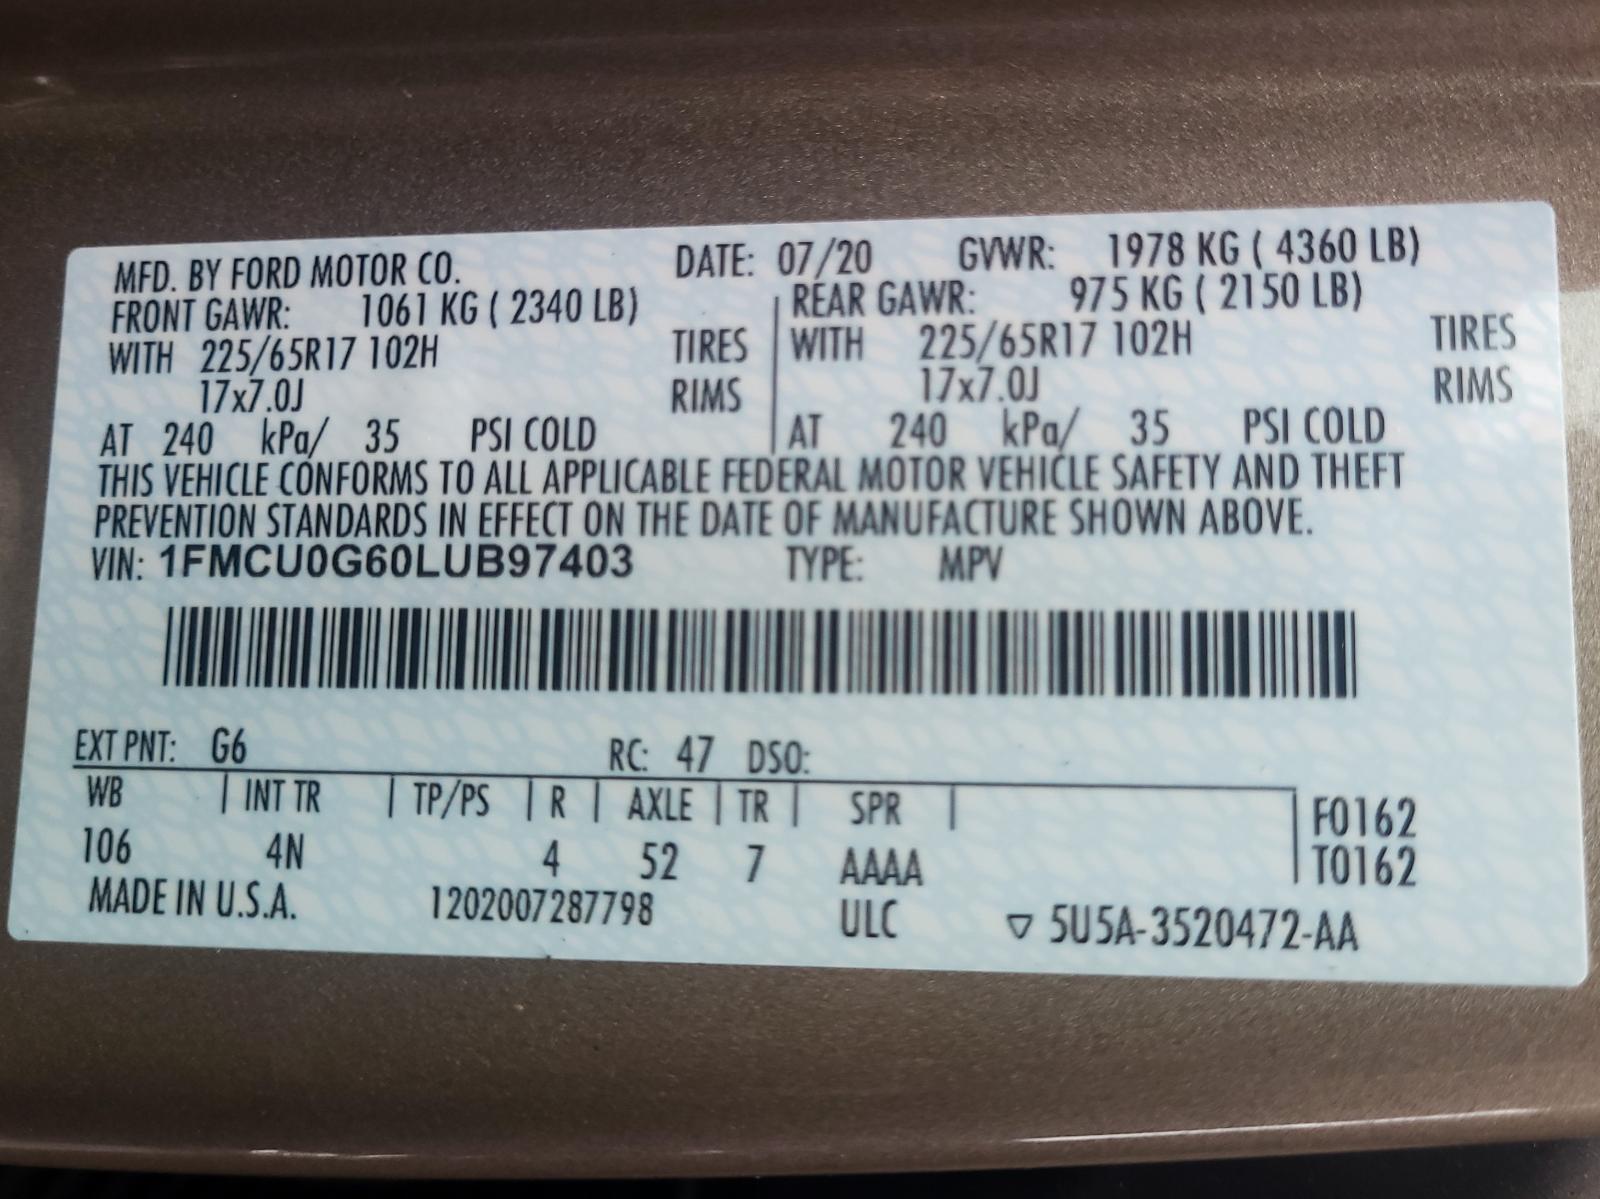 MFD. BY FORD MOTOR CO. DATE: 07/20 GVWR: 1978 KG ( 4360 LB)
FRONT GAWR: 1061 KG ( 2340 LB) REAR GAWR: 975 KG ( 2150 LB)
WITH 225/65R17 102H TIRES WITH 225/65R17 102H TIRES
17x7.0J RIMS 17x7.0J RIMS
AT 240 kPa/ 35 PSI COLD AT 240 kPa/ 35 PSI COLD
THIS VEHICLE CONFORMS TO ALL APPLICABLE FEDERAL MOTOR VEHICLE SAFETY AND THEFT
PREVENTION STANDARDS IN EFFECT ON THE DATE OF MANUFACTURE SHOWN ABOVE.
VIN: 1FMCU0G60LUB97403 TYPE: MPV
EXT PNT: G6 RC: 47 DSO:
WB | INT TR | TP/PS | R | AXLE | TR | SPR | F0162
106 4N 4 52 7 AAAA T0162
MADE IN U.S.A. 1202007287798 ULC ▽ 5U5A-3520472-AA